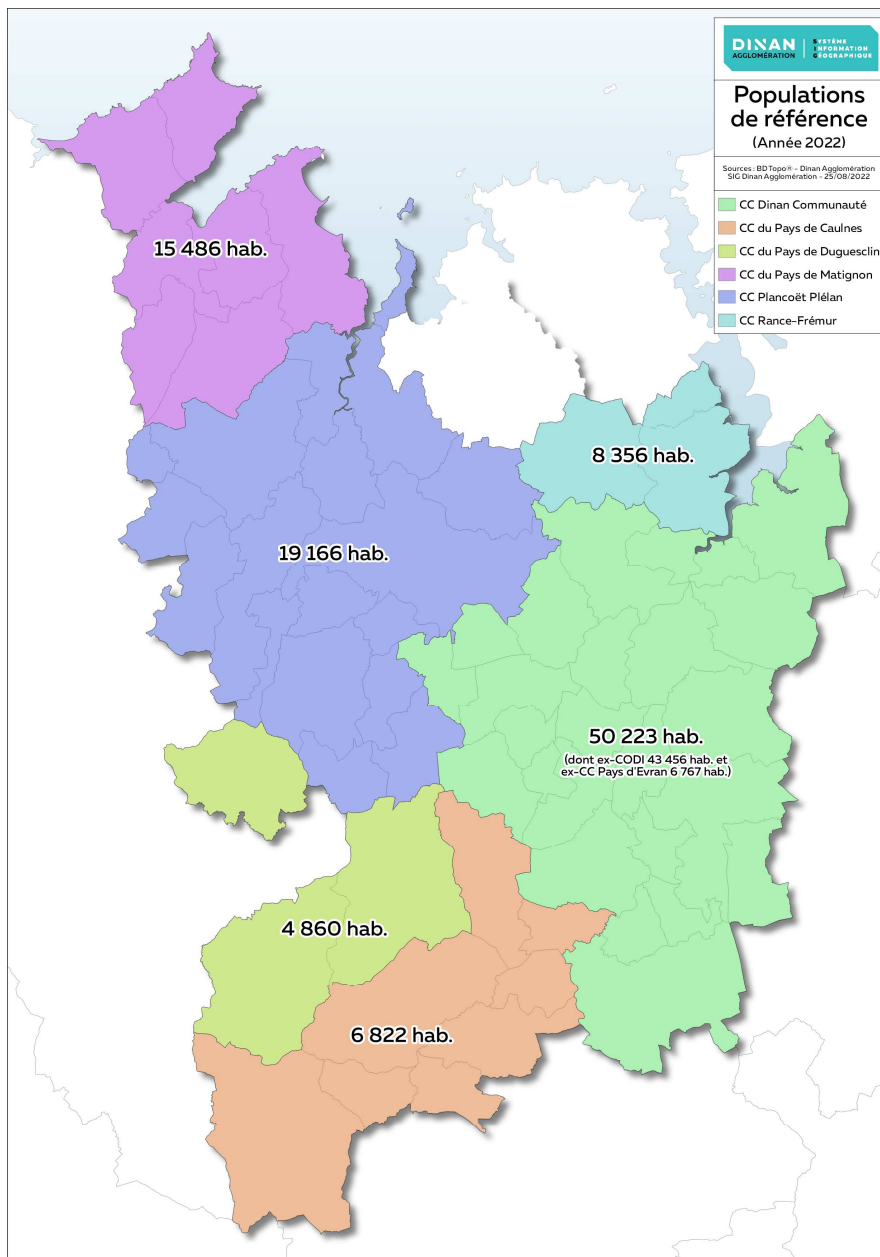 DINAN
AGGLOMÉRATION
SYSTÈME
INFORMATION
GÉOGRAPHIQUE
Populations
de référence
(Année 2022)
Sources : BD Topo® - Dinan Agglomération
SIG Dinan Agglomération - 25/08/2022
CC Dinan Communauté
CC du Pays de Caulnes
CC du Pays de Duguesclin
CC du Pays de Matignon
CC Plancoët Plélan
CC Rance-Frémur
15 486 hab.
8 356 hab.
19 166 hab.
50 223 hab.
(dont ex-CODI 43 456 hab. et
ex-CC Pays d'Evran 6 767 hab.)
4 860 hab.
6 822 hab.